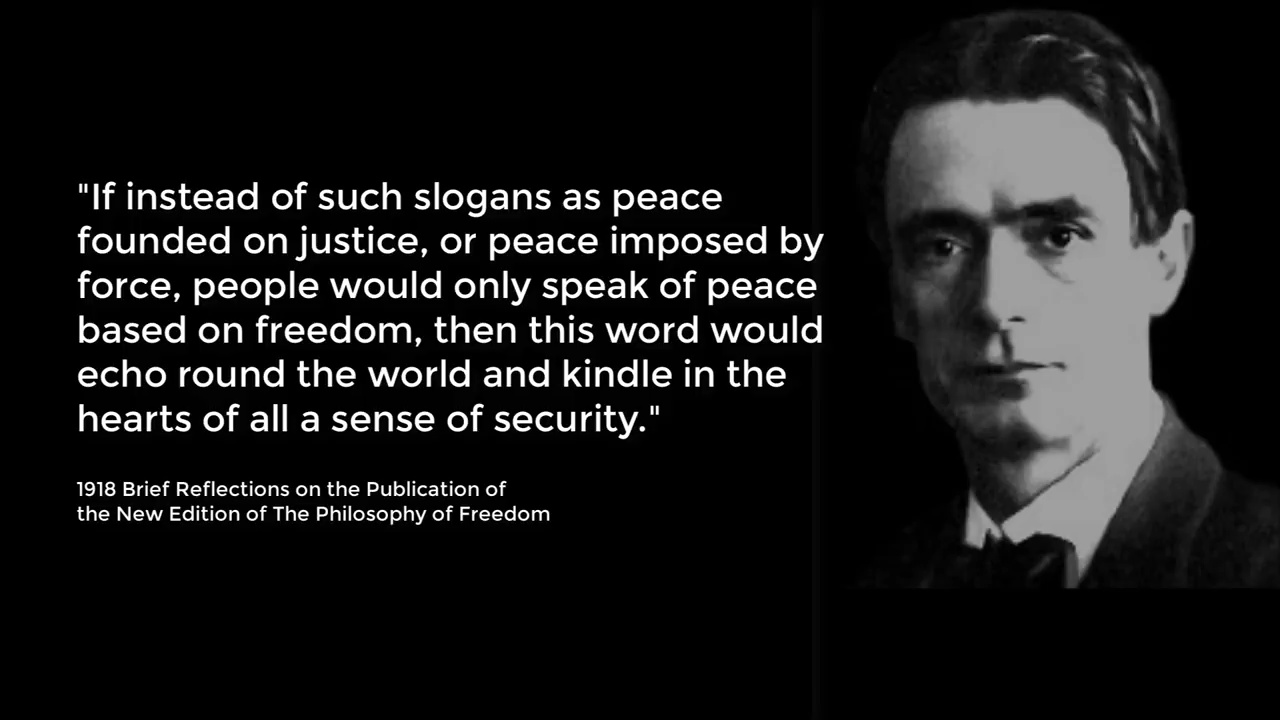 "If instead of such slogans as peace
founded on justice, or peace imposed by
force, people would only speak of peace
based on freedom, then this word would
echo round the world and kindle in the
hearts of all a sense of security."
1918 Brief Reflections on the Publication of
the New Edition of The Philosophy of Freedom